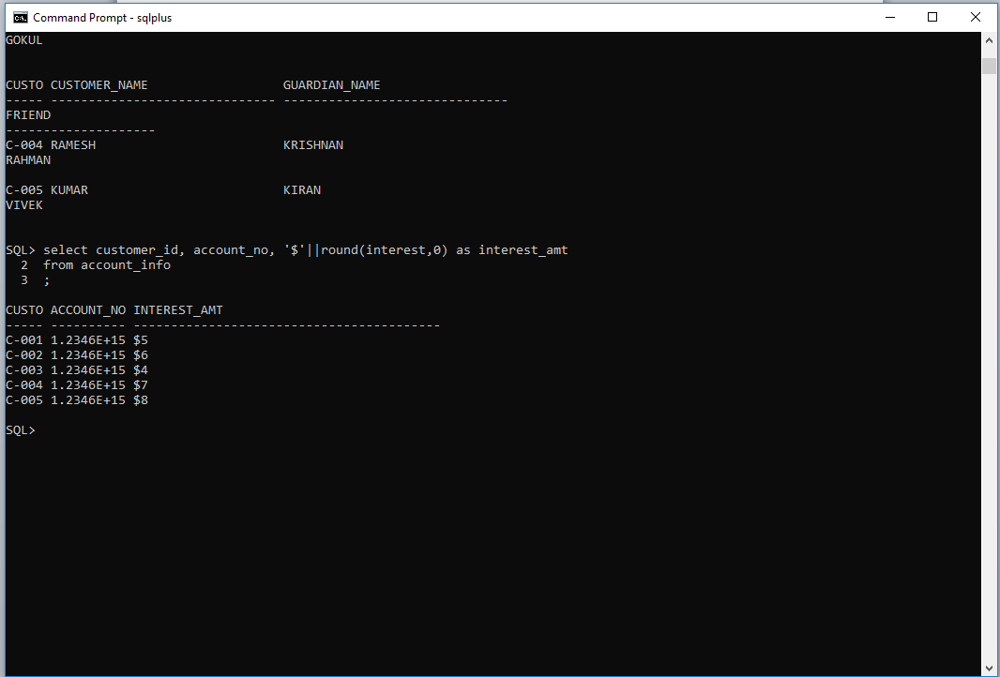 Command Prompt - sqlplus
GOKUL
CUSTO CUSTOMER_NAME                  GUARDIAN_NAME
----- ------------------------------ ------------------------------
FRIEND
--------------------
C-004 RAMESH                         KRISHNAN
RAHMAN
C-005 KUMAR                          KIRAN
VIVEK
SQL> select customer_id, account_no, '$'||round(interest,0) as interest_amt
  2  from account_info
  3  ;
CUSTO ACCOUNT_NO INTEREST_AMT
----- ---------- -----------------------------------------
C-001 1.2346E+15 $5
C-002 1.2346E+15 $6
C-003 1.2346E+15 $4
C-004 1.2346E+15 $7
C-005 1.2346E+15 $8
SQL>